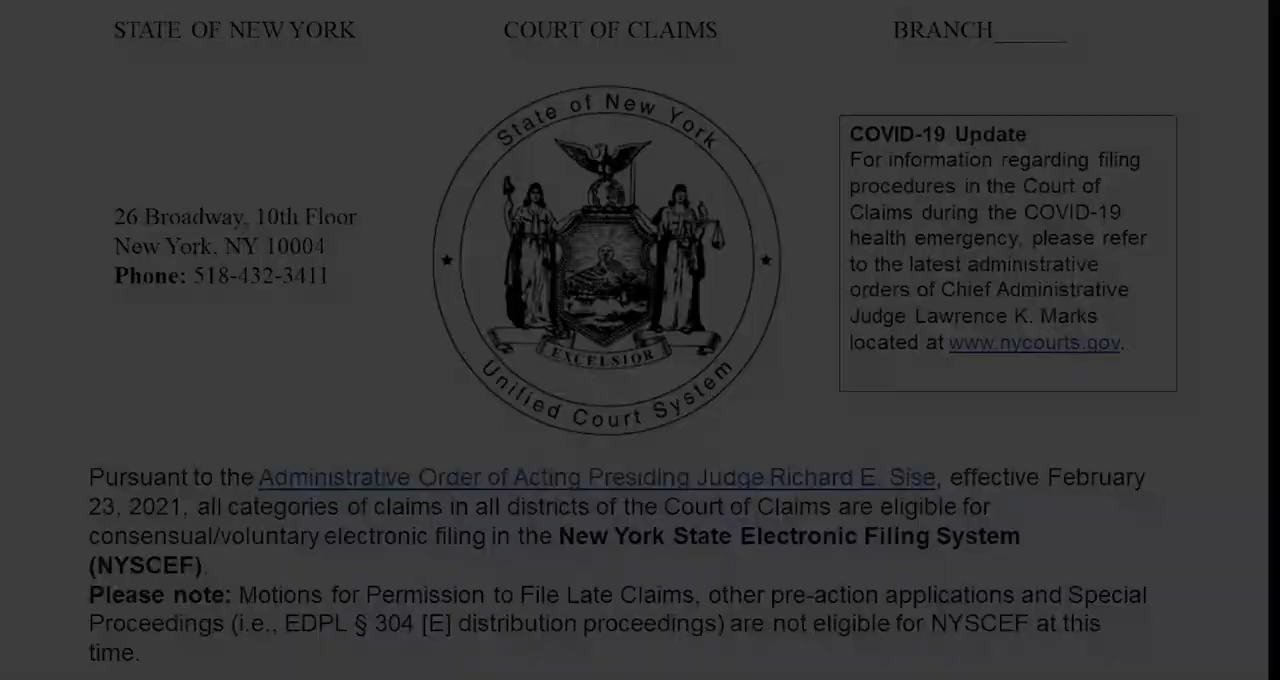 STATE OF NEW YORK
COURT OF CLAIMS
BRANCH______
26 Broadway, 10th Floor
New York, NY 10004
Phone: 518-432-3411
State of New York
EXCELSIOR
Unified Court System
COVID-19 Update
For information regarding filing
procedures in the Court of
Claims during the COVID-19
health emergency, please refer
to the latest administrative
orders of Chief Administrative
Judge Lawrence K. Marks
located at www.nycourts.gov.
Pursuant to the Administrative Order of Acting Presiding Judge Richard E. Sise, effective February
23, 2021, all categories of claims in all districts of the Court of Claims are eligible for
consensual/voluntary electronic filing in the New York State Electronic Filing System
(NYSCEF).
Please note: Motions for Permission to File Late Claims, other pre-action applications and Special
Proceedings (i.e., EDPL § 304 [E] distribution proceedings) are not eligible for NYSCEF at this
time.